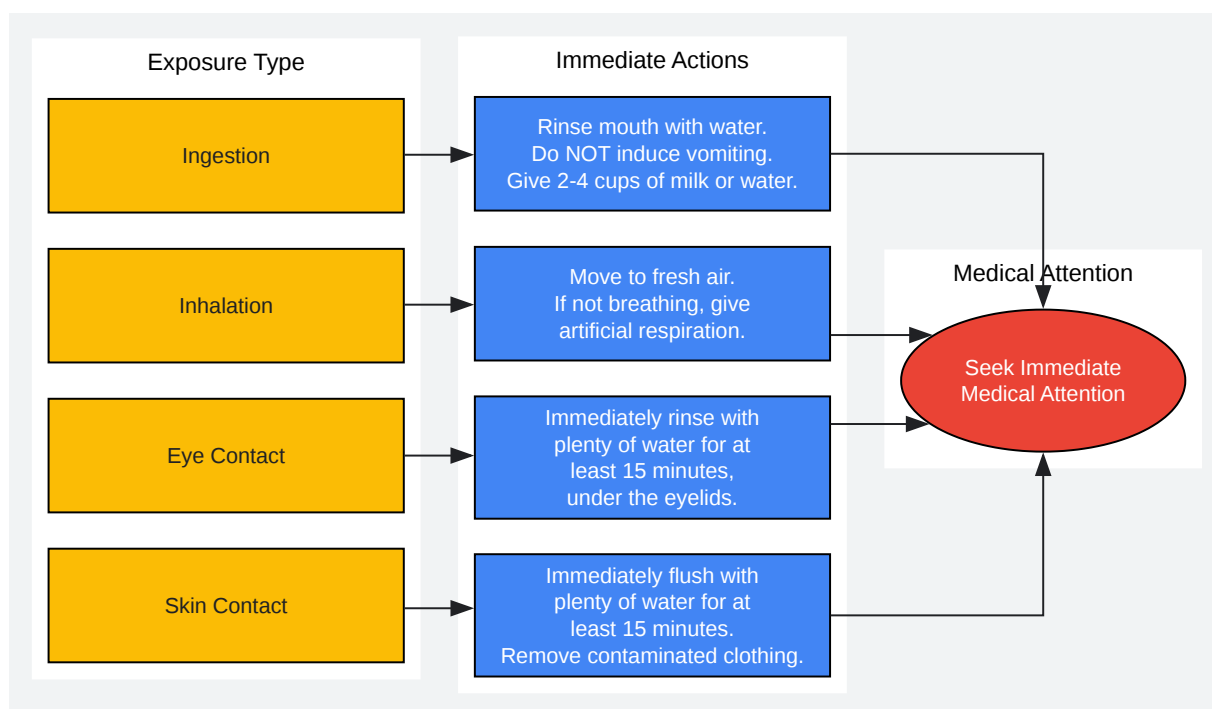 Exposure Type
Immediate Actions
Ingestion
Rinse mouth with water.
Do NOT induce vomiting.
Give 2-4 cups of milk or water.
Inhalation
Move to fresh air.
If not breathing, give
artificial respiration.
Medical Attention
Seek Immediate
Medical Attention
Eye Contact
Immediately rinse with
plenty of water for at
least 15 minutes,
under the eyelids.
Skin Contact
Immediately flush with
plenty of water for at
least 15 minutes.
Remove contaminated clothing.